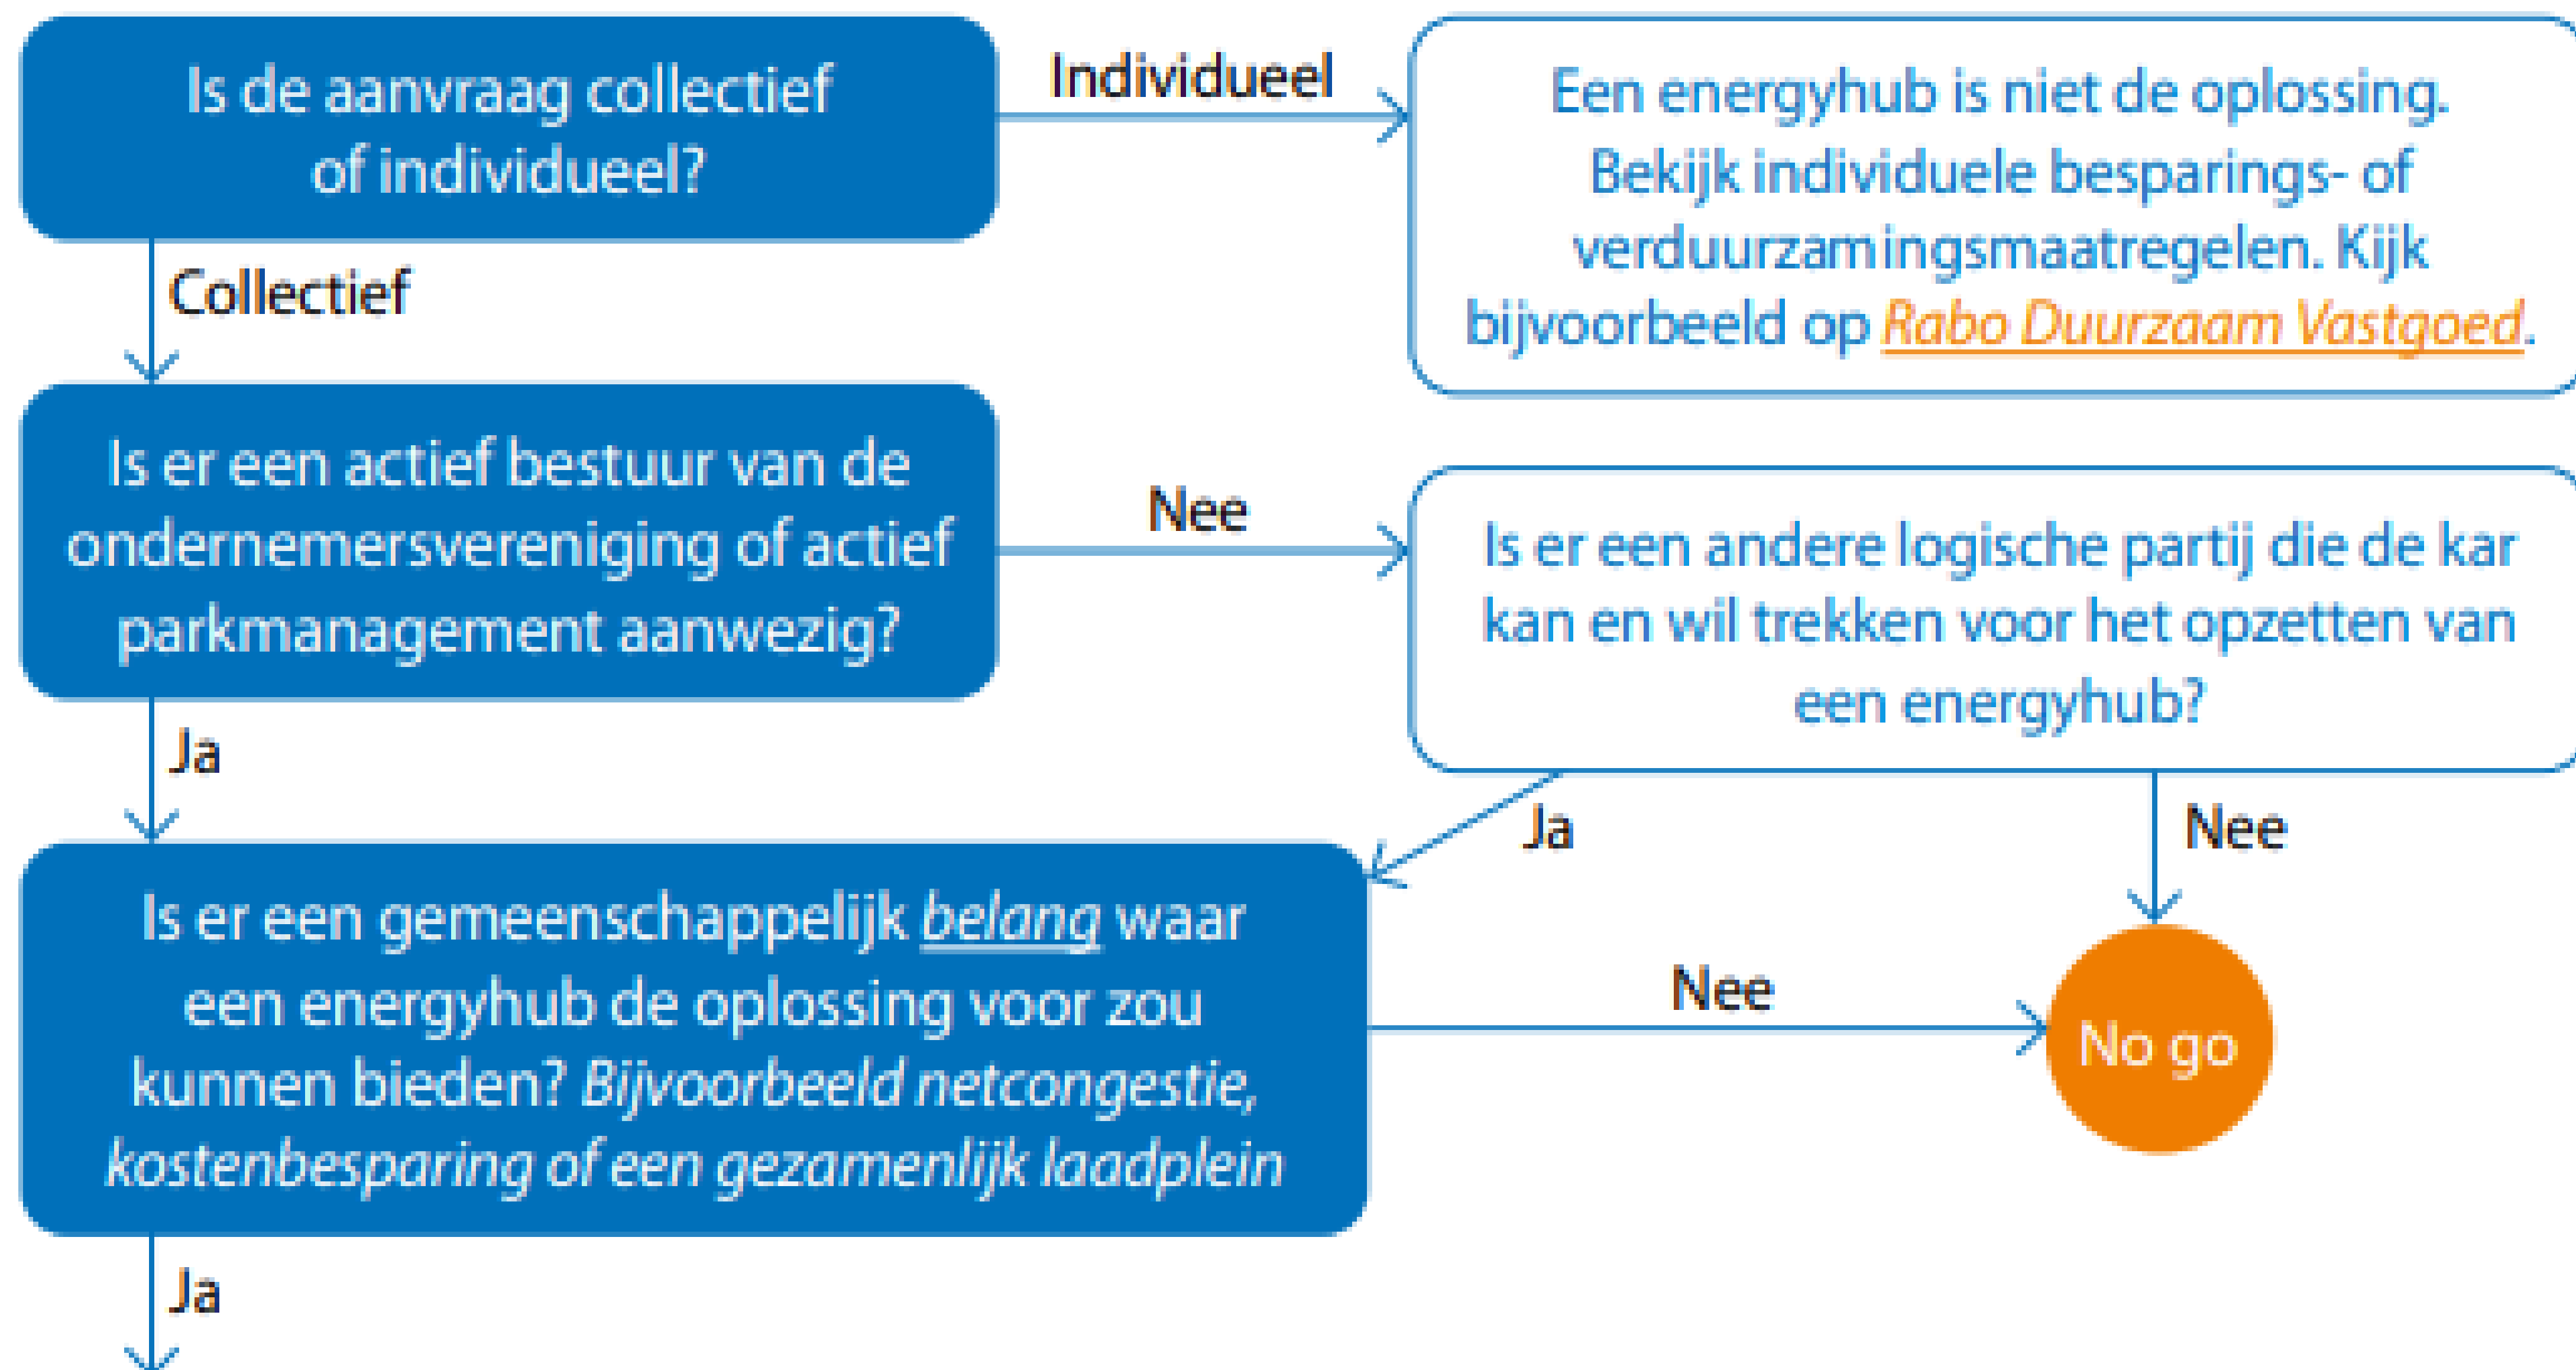 Is de aanvraag collectief
of individueel?
Individueel
Een energyhub is niet de oplossing.
Bekijk individuele besparings- of
verduurzamingsmaatregelen. Kijk
bijvoorbeeld op Rabo Duurzaam Vastgoed.
Collectief
Is er een actief bestuur van de
ondernemersvereniging of actief
parkmanagement aanwezig?
Nee
Is er een andere logische partij die de kar
kan en wil trekken voor het opzetten van
een energyhub?
Ja
Ja
Nee
Is er een gemeenschappelijk belang waar
een energyhub de oplossing voor zou
kunnen bieden? Bijvoorbeeld netcongestie,
kostenbesparing of een gezamenlijk laadplein
Nee
No go
Ja